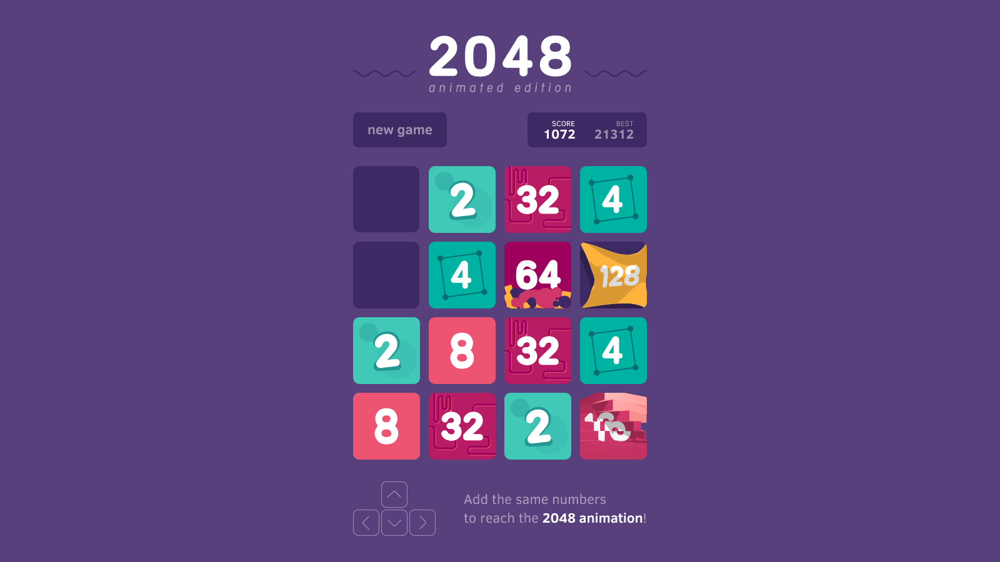 2048
animated edition
new game
SCORE BEST
1072 21312
2 32 4
4 64 128
2 8 32 4
8 32 2 16
Add the same numbers
to reach the 2048 animation!